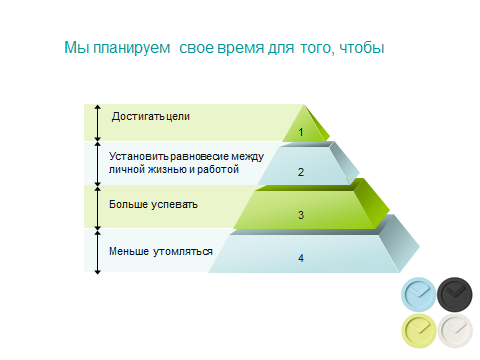 Мы планируем свое время для того, чтобы
Достигать цели
1
Установить равновесие между
личной жизнью и работой
2
Больше успевать
3
Меньше утомляться
4